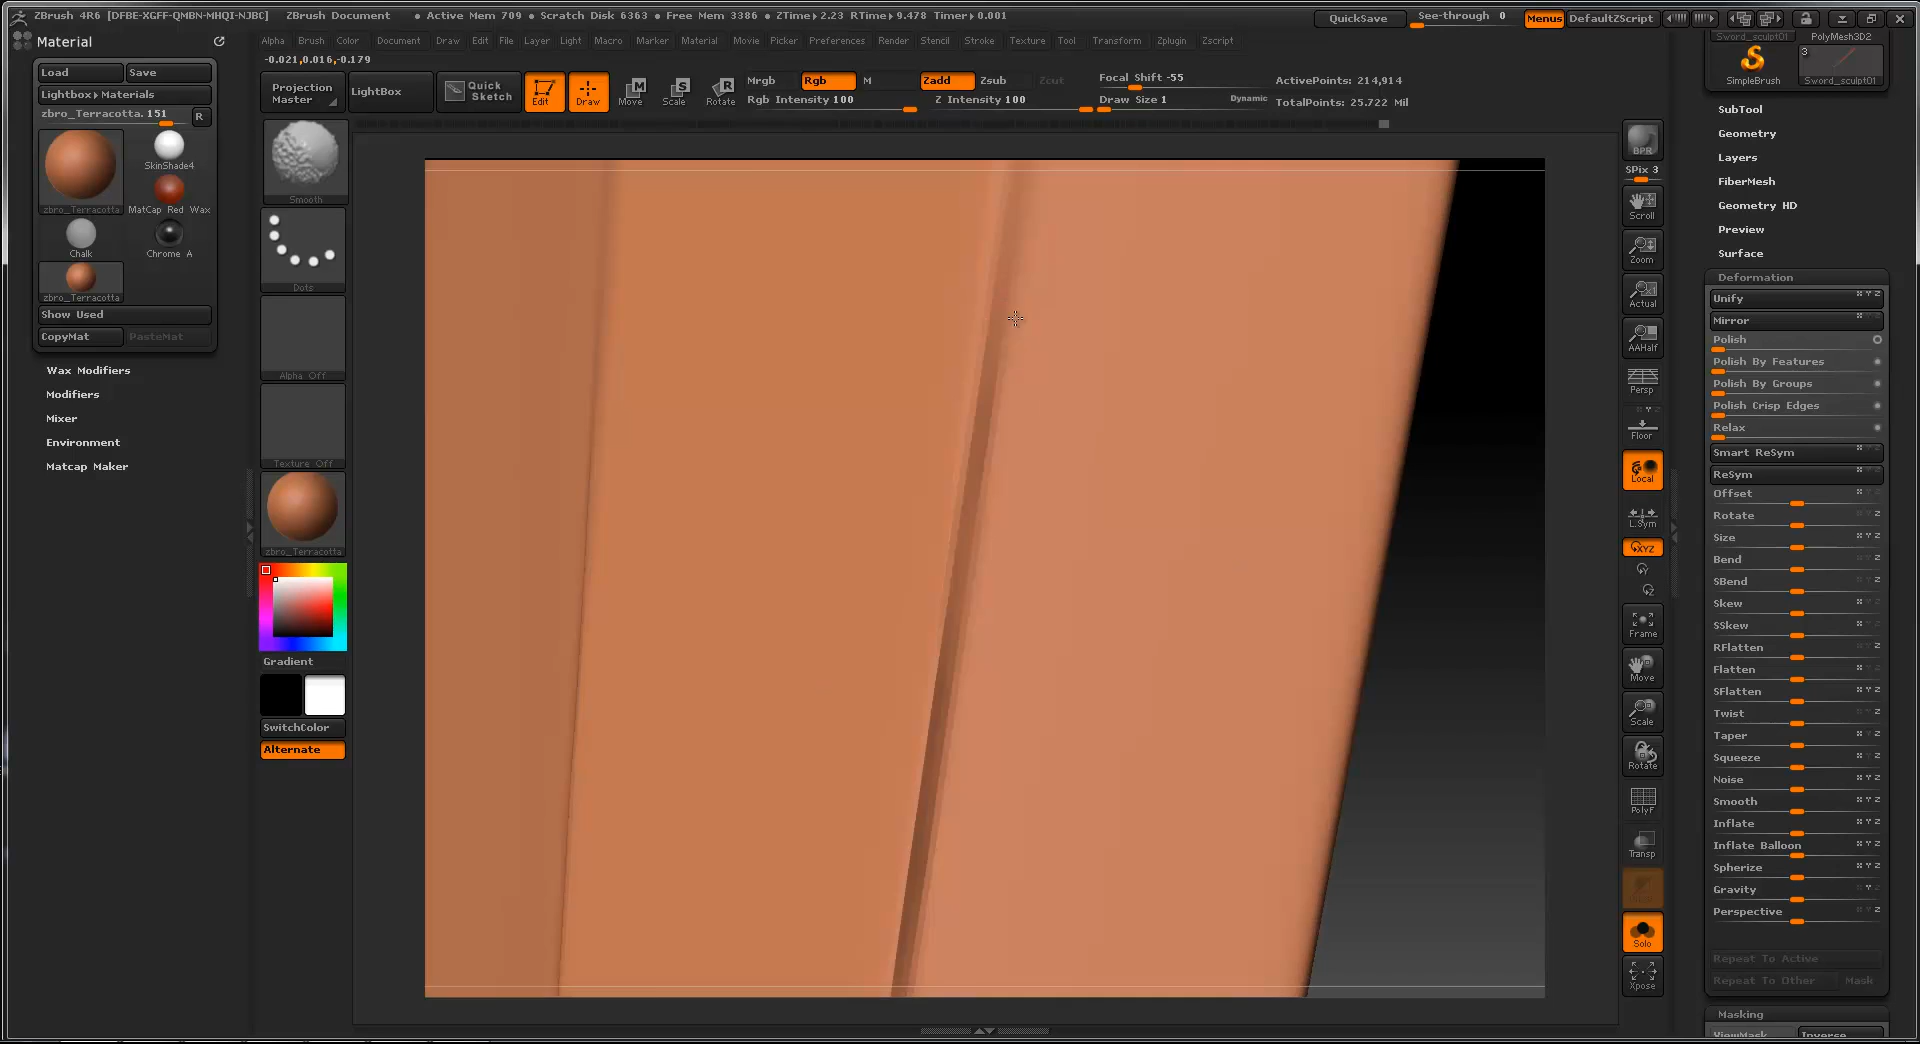 ZBrush 4R6 [DFBE-XGFF-QMBN-MHQI-NJBC] ZBrush Document • Active Mem 709 • Scratch Disk 6363 • Free Mem 3386 • ZTime▸2.23 RTime▸9.478 Timer▸0.001 QuickSave See-through 0 Menus DefaultZScript
Material
Alpha Brush Color Document Draw Edit File Layer Light Macro Marker Material Movie Picker Preferences Render Stencil Stroke Texture Tool Transform Zplugin Zscript
-0.021,0.016,-0.179
Load Save
Lightbox▸Materials
zbro_Terracotta. 151 R
SkinShade4
zbro_Terracotta MatCap Red Wax
Chalk Chrome A
zbro_Terracotta
Show Used
CopyMat PasteMat
Wax Modifiers
Modifiers
Mixer
Environment
Matcap Maker
Projection Master
LightBox
Quick Sketch
Edit
Draw
Move
Scale
Rotate
Mrgb Rgb M Zadd Zsub Zcut
Rgb Intensity 100 Z Intensity 100
Focal Shift -55
Draw Size 1 Dynamic
ActivePoints: 214,914
TotalPoints: 25.722 Mil
Smooth
Dots
Alpha Off
Texture Off
zbro_Terracotta
Gradient
SwitchColor
Alternate
BPR
SPix 3
Scroll
Zoom
Actual
AAHalf
Persp
Floor
Local
L.Sym
XYZ
Frame
Move
Scale
Rotate
PolyF
Transp
Solo
Xpose
Sword_sculpt01 PolyMesh3D2
SimpleBrush 3 Sword_sculpt01
SubTool
Geometry
Layers
FiberMesh
Geometry HD
Preview
Surface
Deformation
Unify X Y Z
Mirror
Polish
Polish By Features
Polish By Groups
Polish Crisp Edges
Relax
Smart ReSym
ReSym
Offset
Rotate
Size
Bend
SBend
Skew
SSkew
RFlatten
Flatten
SFlatten
Twist
Taper
Squeeze
Noise
Smooth
Inflate
Inflate Balloon
Spherize
Gravity
Perspective
Repeat To Active
Repeat To Other Mask
Masking
ViewMask Inverse